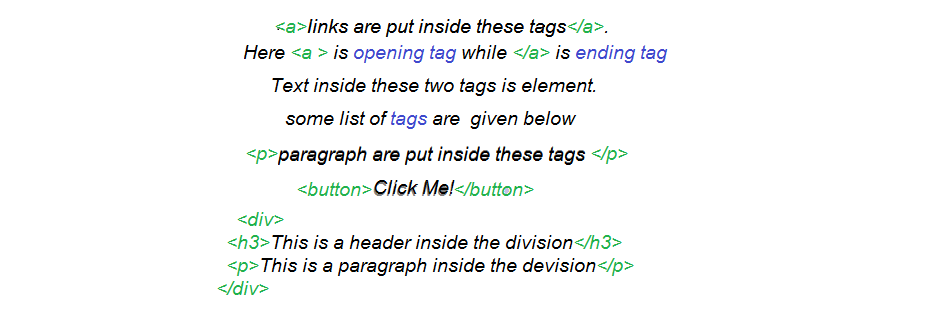 <a>links are put inside these tags</a>.
Here <a > is opening tag while </a> is ending tag
Text inside these two tags is element.
some list of tags are given below
<p>paragraph are put inside these tags </p>
<button>Click Me!</button>
<div>
<h3>This is a header inside the division</h3>
<p>This is a paragraph inside the devision</p>
</div>